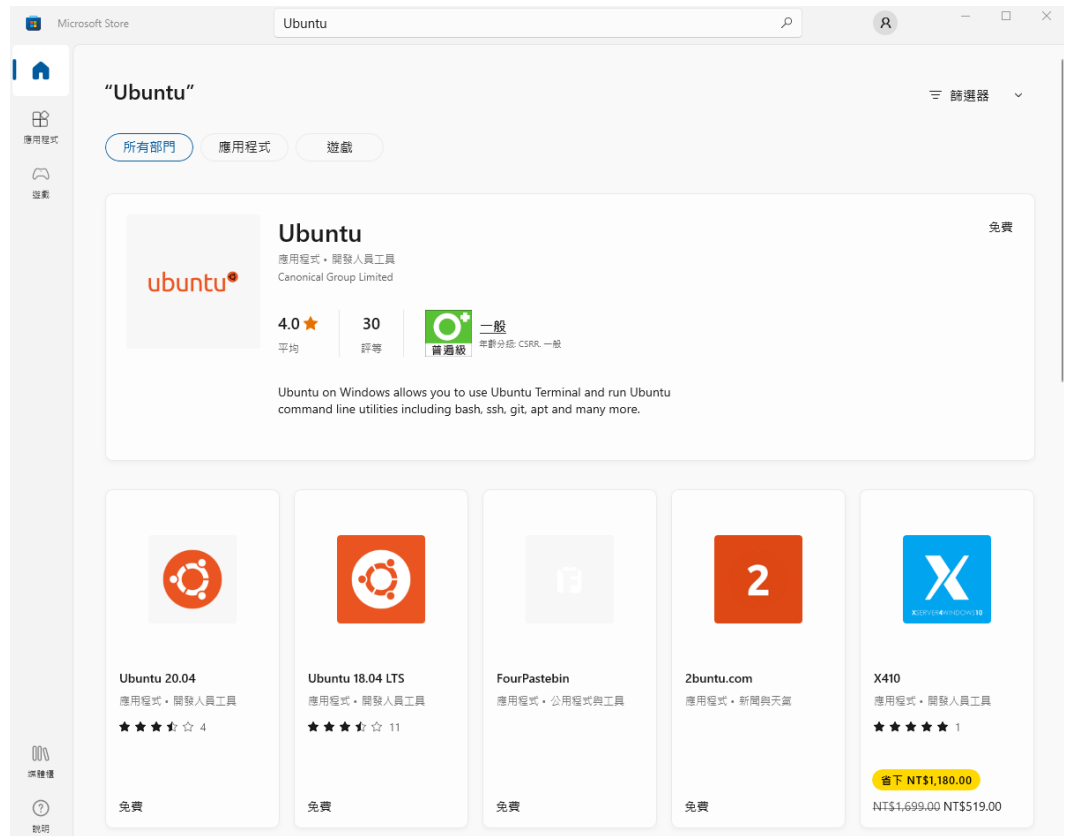 Microsoft Store
Ubuntu
應用程式
遊戲
“Ubuntu”
篩選器
所有部門
應用程式
遊戲
ubuntu
Ubuntu
免費
應用程式 • 開發人員工具
Canonical Group Limited
4.0
30
平均
評等
普遍級
一般
年齡分級: CSRR. 一般
Ubuntu on Windows allows you to use Ubuntu Terminal and run Ubuntu
command line utilities including bash, ssh, git, apt and many more.
Ubuntu 20.04
應用程式 • 開發人員工具
4
免費
Ubuntu 18.04 LTS
應用程式 • 開發人員工具
11
免費
FourPastebin
應用程式 • 公用程式與工具
免費
2
2buntu.com
應用程式 • 新聞與天氣
免費
X
XSERVER4WINDOWS10
X410
應用程式 • 開發人員工具
1
省下 NT$1,180.00
NT$1,699.00 NT$519.00
媒體櫃
說明